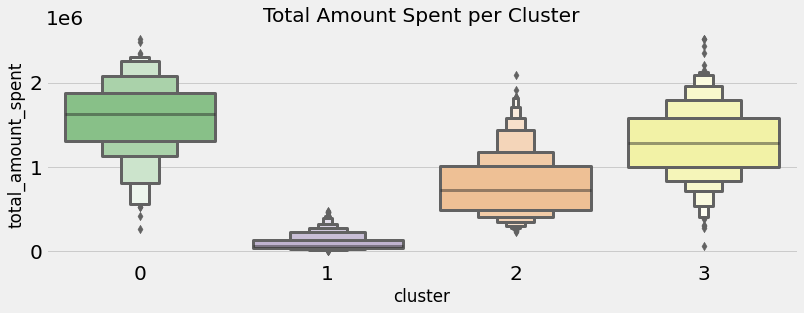 Total Amount Spent per Cluster
1e6
total_amount_spent
2
1
0
0 1 2 3
cluster